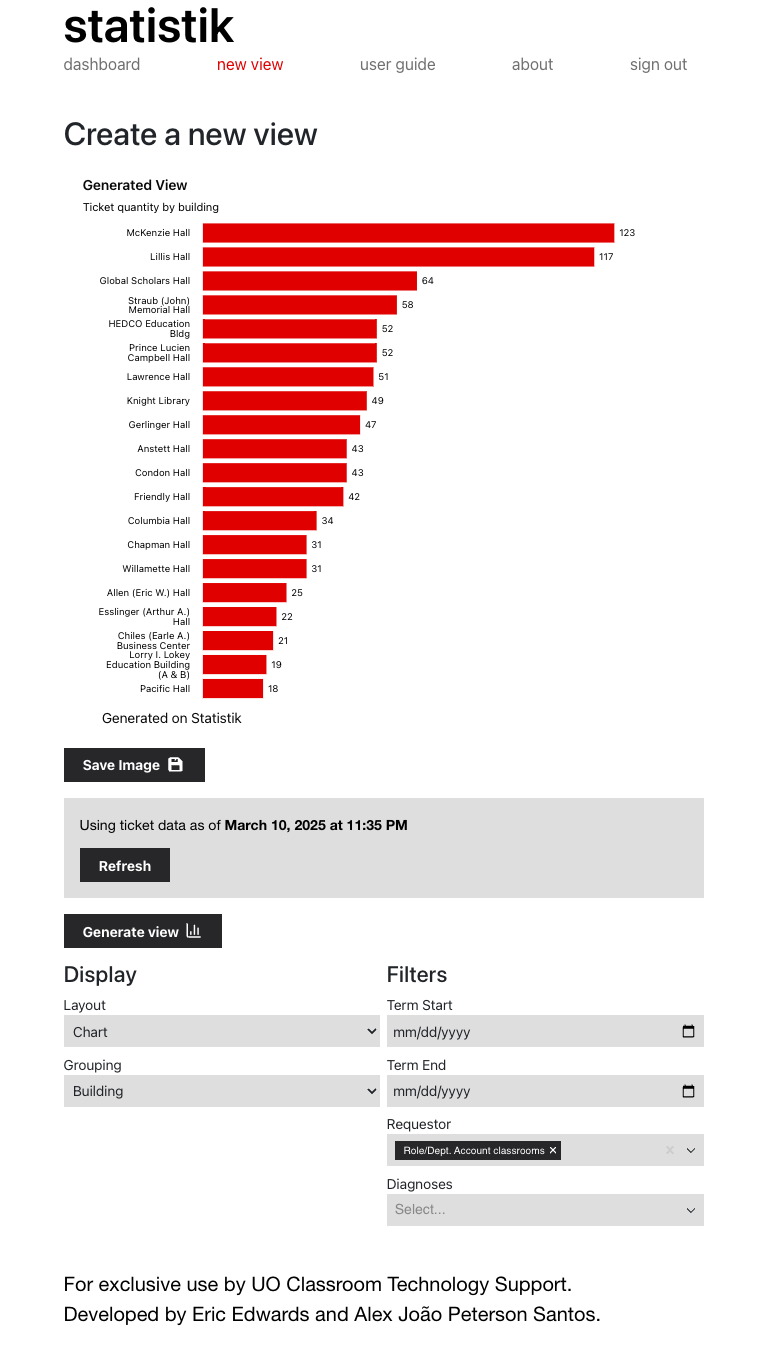 statistik
dashboard new view user guide about sign out
Create a new view
Generated View
Ticket quantity by building
McKenzie Hall 123
Lillis Hall 117
Global Scholars Hall 64
Straub (John)
Memorial Hall 58
HEDCO Education
Bldg 52
Prince Lucien
Campbell Hall 52
Lawrence Hall 51
Knight Library 49
Gerlinger Hall 47
Anstett Hall 43
Condon Hall 43
Friendly Hall 42
Columbia Hall 34
Chapman Hall 31
Willamette Hall 31
Allen (Eric W.) Hall 25
Esslinger (Arthur A.)
Hall 22
Chiles (Earle A.)
Business Center 21
Lorry I. Lokey
Education Building 19
(A & B)
Pacific Hall 18
Generated on Statistik
Save Image
Using ticket data as of March 10, 2025 at 11:35 PM
Refresh
Generate view
Display
Layout
Chart
Grouping
Building
Filters
Term Start
mm/dd/yyyy
Term End
mm/dd/yyyy
Requestor
Role/Dept. Account classrooms
Diagnoses
Select...
For exclusive use by UO Classroom Technology Support.
Developed by Eric Edwards and Alex João Peterson Santos.